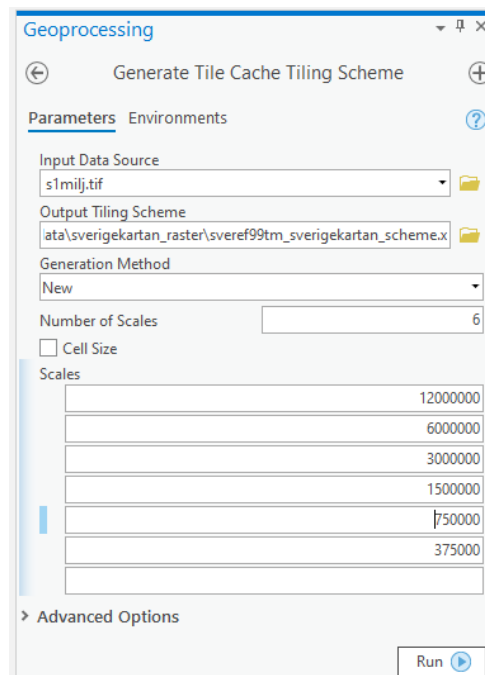 Geoprocessing
Generate Tile Cache Tiling Scheme
Parameters Environments
?
Input Data Source
s1milj.tif
Output Tiling Scheme
ata\sverigekartan_raster\sveref99tm_sverigekartan_scheme.x
Generation Method
New
Number of Scales 6
Cell Size
Scales
12000000
6000000
3000000
1500000
750000
375000
Advanced Options
Run